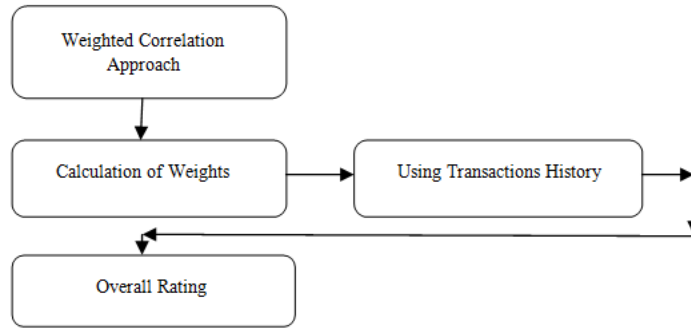 Weighted Correlation
Approach
Calculation of Weights
Using Transactions History
Overall Rating